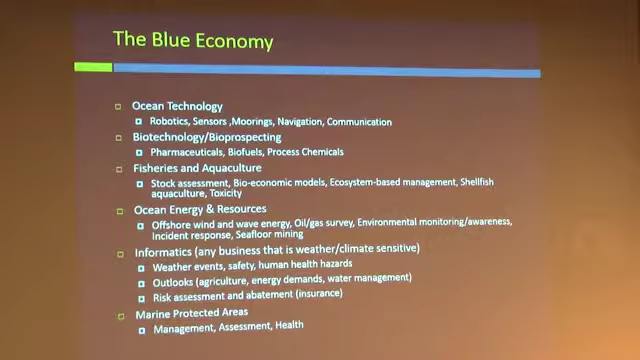 The Blue Economy
Ocean Technology
Robotics, Sensors ,Moorings, Navigation, Communication
Biotechnology/Bioprospecting
Pharmaceuticals, Biofuels, Process Chemicals
Fisheries and Aquaculture
Stock assessment, Bio-economic models, Ecosystem-based management, Shellfish
aquaculture, Toxicity
Ocean Energy & Resources
Offshore wind and wave energy, Oil/gas survey, Environmental monitoring/awareness,
Incident response, Seafloor mining
Informatics (any business that is weather/climate sensitive)
Weather events, safety, human health hazards
Outlooks (agriculture, energy demands, water management)
Risk assessment and abatement (insurance)
Marine Protected Areas
Management, Assessment, Health